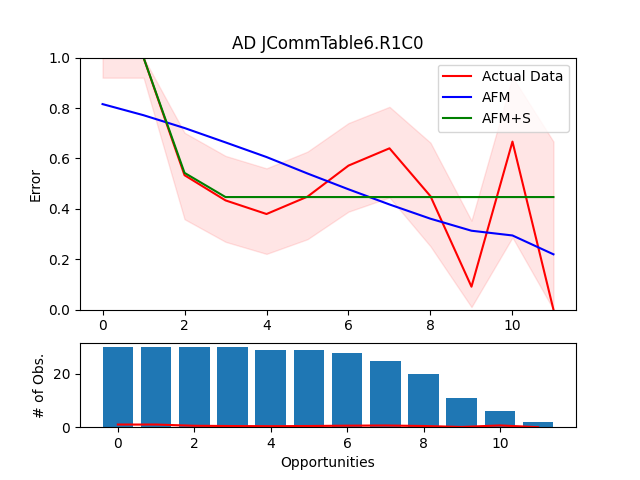 AD JCommTable6.R1C0
1.0
0.8
0.6
0.4
0.2
0.0
Error
Actual Data
AFM
AFM+S
0 2 4 6 8 10
20
0
# of Obs.
0 2 4 6 8 10
Opportunities